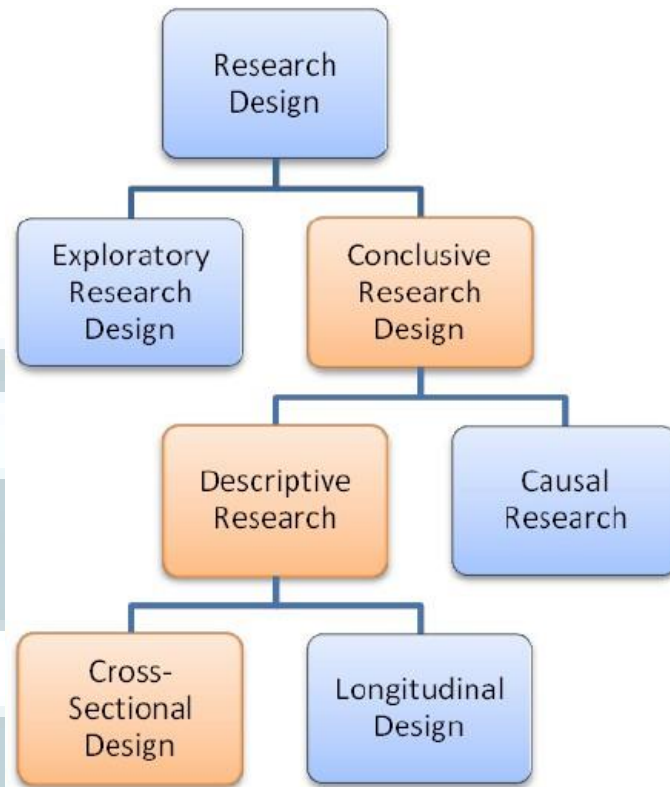 Research
Design
Exploratory
Research
Design
Conclusive
Research
Design
Descriptive
Research
Causal
Research
Cross-
Sectional
Design
Longitudinal
Design